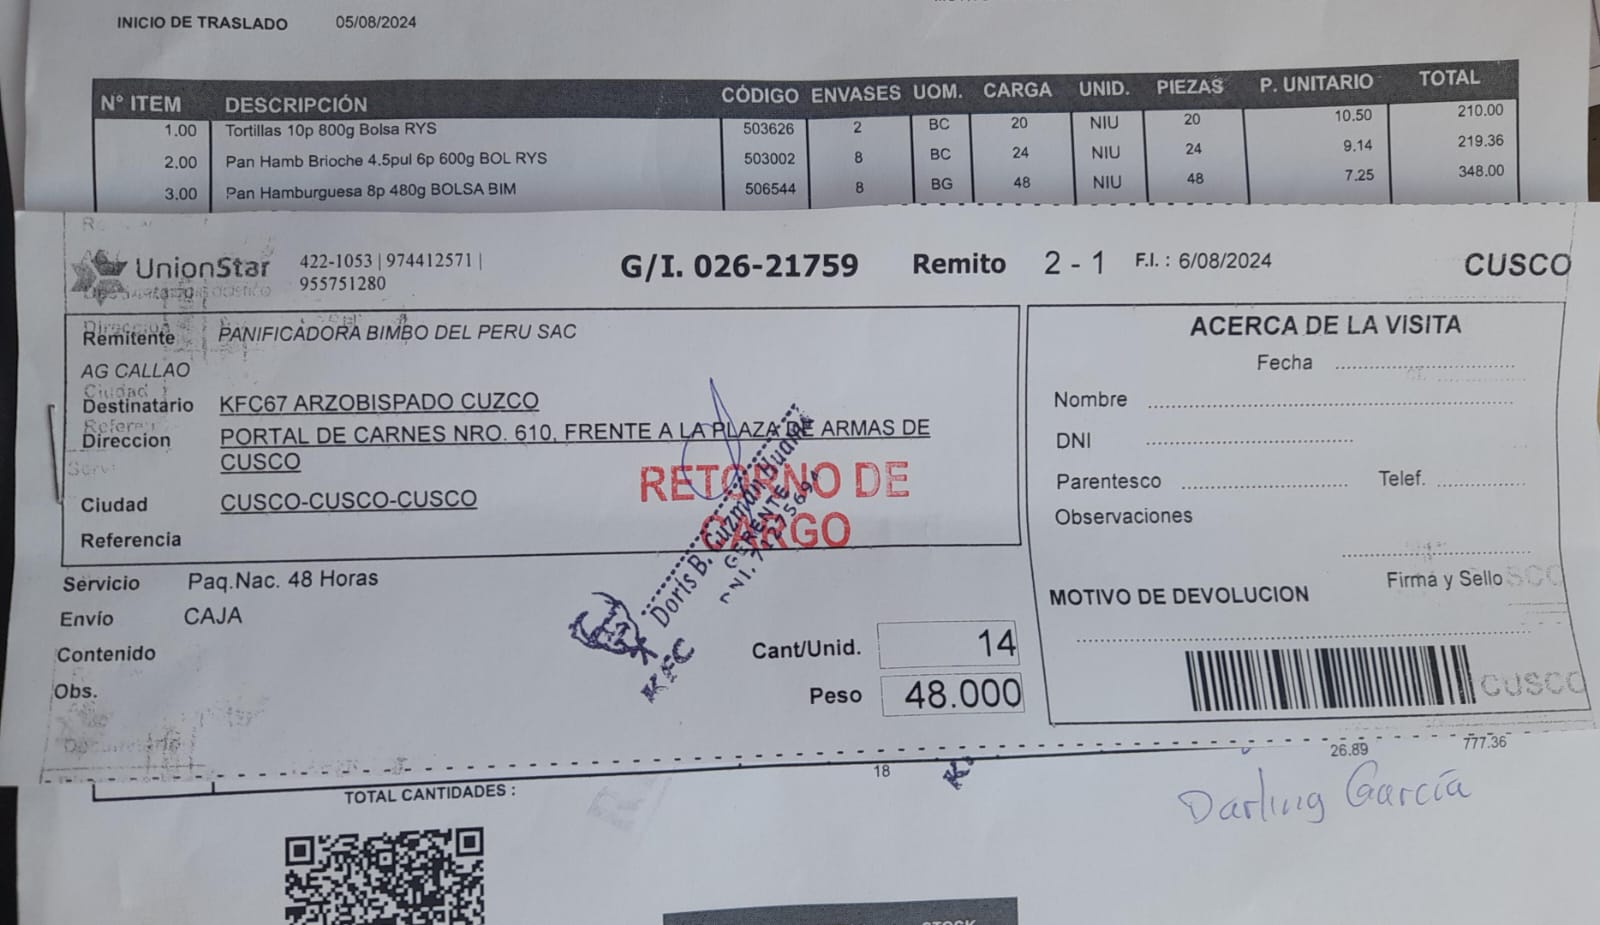 INICIO DE TRASLADO 05/08/2024
N° ITEM DESCRIPCIÓN CÓDIGO ENVASES UOM. CARGA UNID. PIEZAS P. UNITARIO TOTAL
1.00 Tortillas 10p 800g Bolsa RYS 503626 2 BC 20 NIU 20 10.50 210.00
2.00 Pan Hamb Brioche 4.5pul 6p 600g BOL RYS 503002 8 BC 24 NIU 24 9.14 219.36
3.00 Pan Hamburguesa 8p 480g BOLSA BIM 506544 8 BG 48 NIU 48 7.25 348.00
UnionStar 422-1053 | 974412571 | G/I. 026-21759 Remito 2 - 1 F.I. : 6/08/2024 CUSCO
955751280
Remitente PANIFICADORA BIMBO DEL PERU SAC
AG CALLAO
Destinatario KFC67 ARZOBISPADO CUZCO
Direccion PORTAL DE CARNES NRO. 610, FRENTE A LA PLAZA DE ARMAS DE
CUSCO
Ciudad CUSCO-CUSCO-CUSCO
Referencia
RETORNO DE
CARGO
Doris B. Guzmán
GERENTE
KFC
Servicio Paq.Nac. 48 Horas
Envío CAJA
Contenido
Obs.
Cant/Unid. 14
Peso 48.000
ACERCA DE LA VISITA
Fecha
Nombre
DNI
Parentesco Telef.
Observaciones
Firma y Sello
MOTIVO DE DEVOLUCION
CUSCO
18 26.89 777.36
TOTAL CANTIDADES :
Darling García